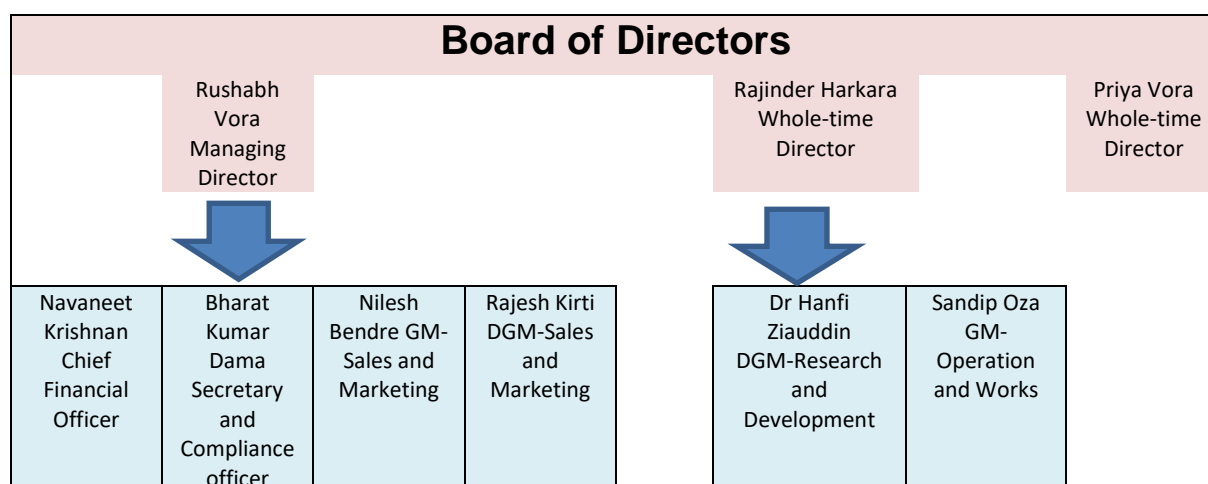 Board of Directors
Rushabh
Vora
Managing
Director
Rajinder Harkara
Whole-time
Director
Priya Vora
Whole-time
Director
Navaneet
Krishnan
Chief
Financial
Officer
Bharat
Kumar
Dama
Secretary
and
Compliance
officer
Nilesh
Bendre GM-
Sales and
Marketing
Rajesh Kirti
DGM-Sales
and
Marketing
Dr Hanfi
Ziauddin
DGM-Research
and
Development
Sandip Oza
GM-
Operation
and Works